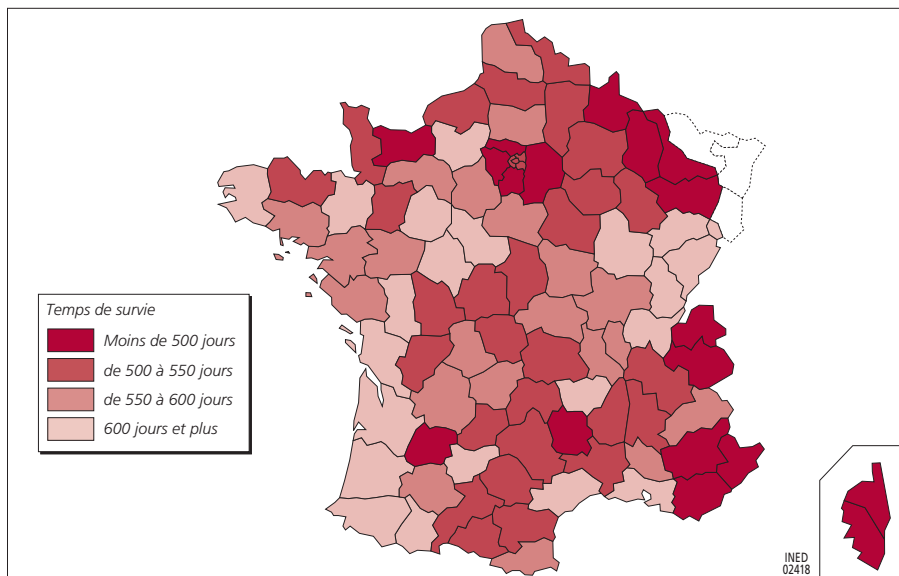 Temps de survie
Moins de 500 jours
de 500 à 550 jours
de 550 à 600 jours
600 jours et plus
INED
02418